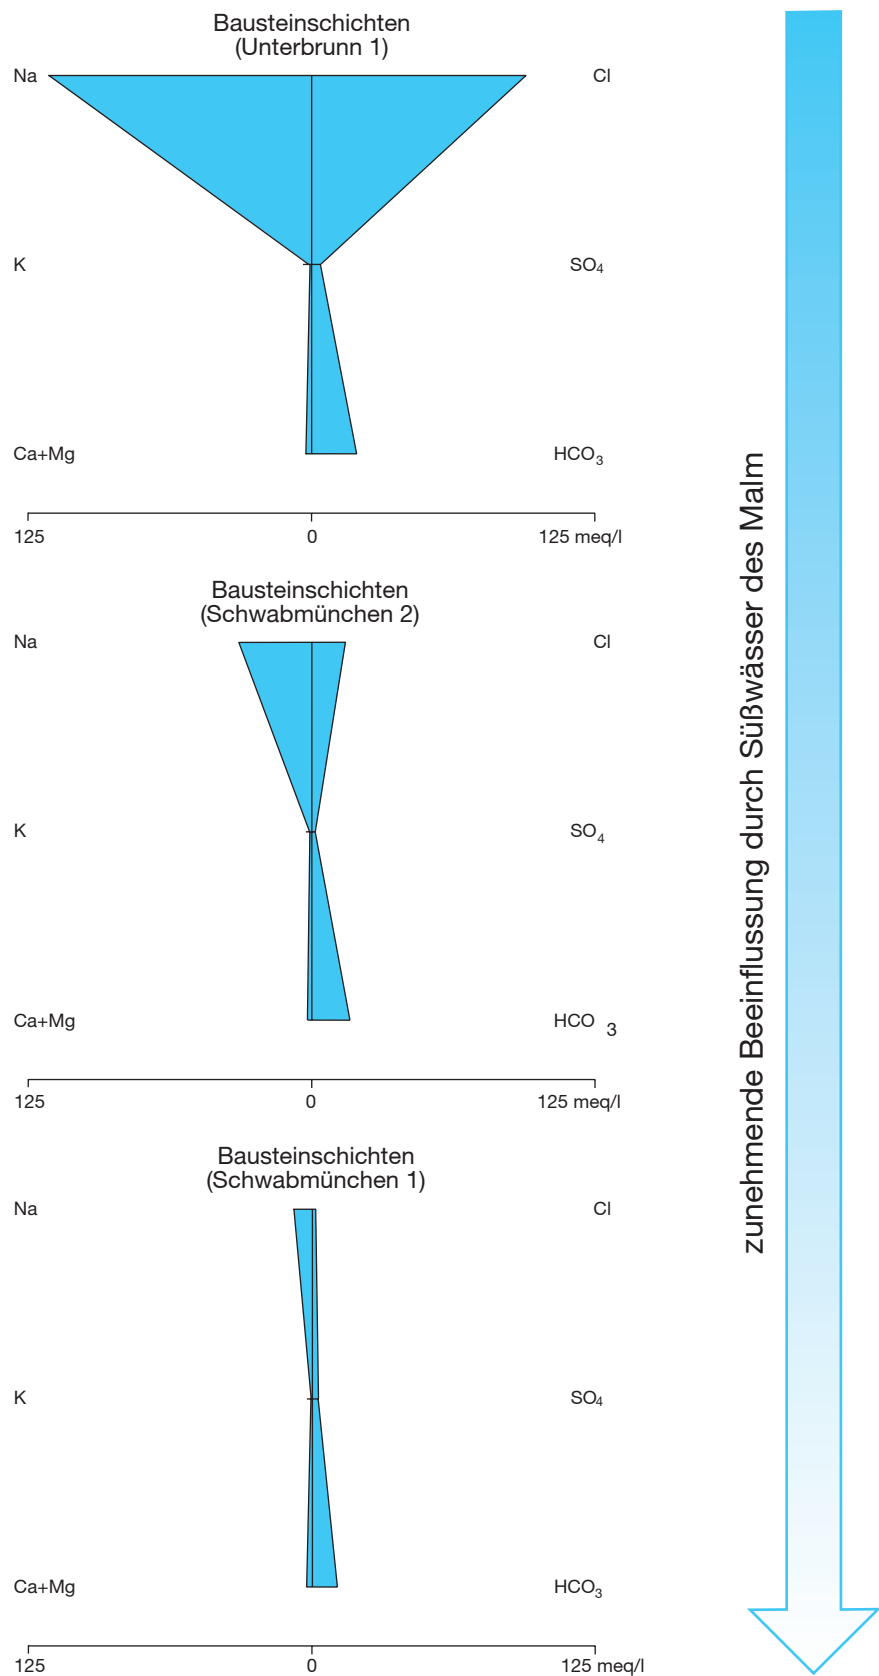 Bausteinschichten
(Unterbrunn 1)
Na Cl
K SO4
Ca+Mg HCO3
125 0 125 meq/l
Bausteinschichten
(Schwabmünchen 2)
Na Cl
K SO4
Ca+Mg HCO 3
125 0 125 meq/l
Bausteinschichten
(Schwabmünchen 1)
Na Cl
K SO4
Ca+Mg HCO3
125 0 125 meq/l
zunehmende Beeinflussung durch Süßwässer des Malm